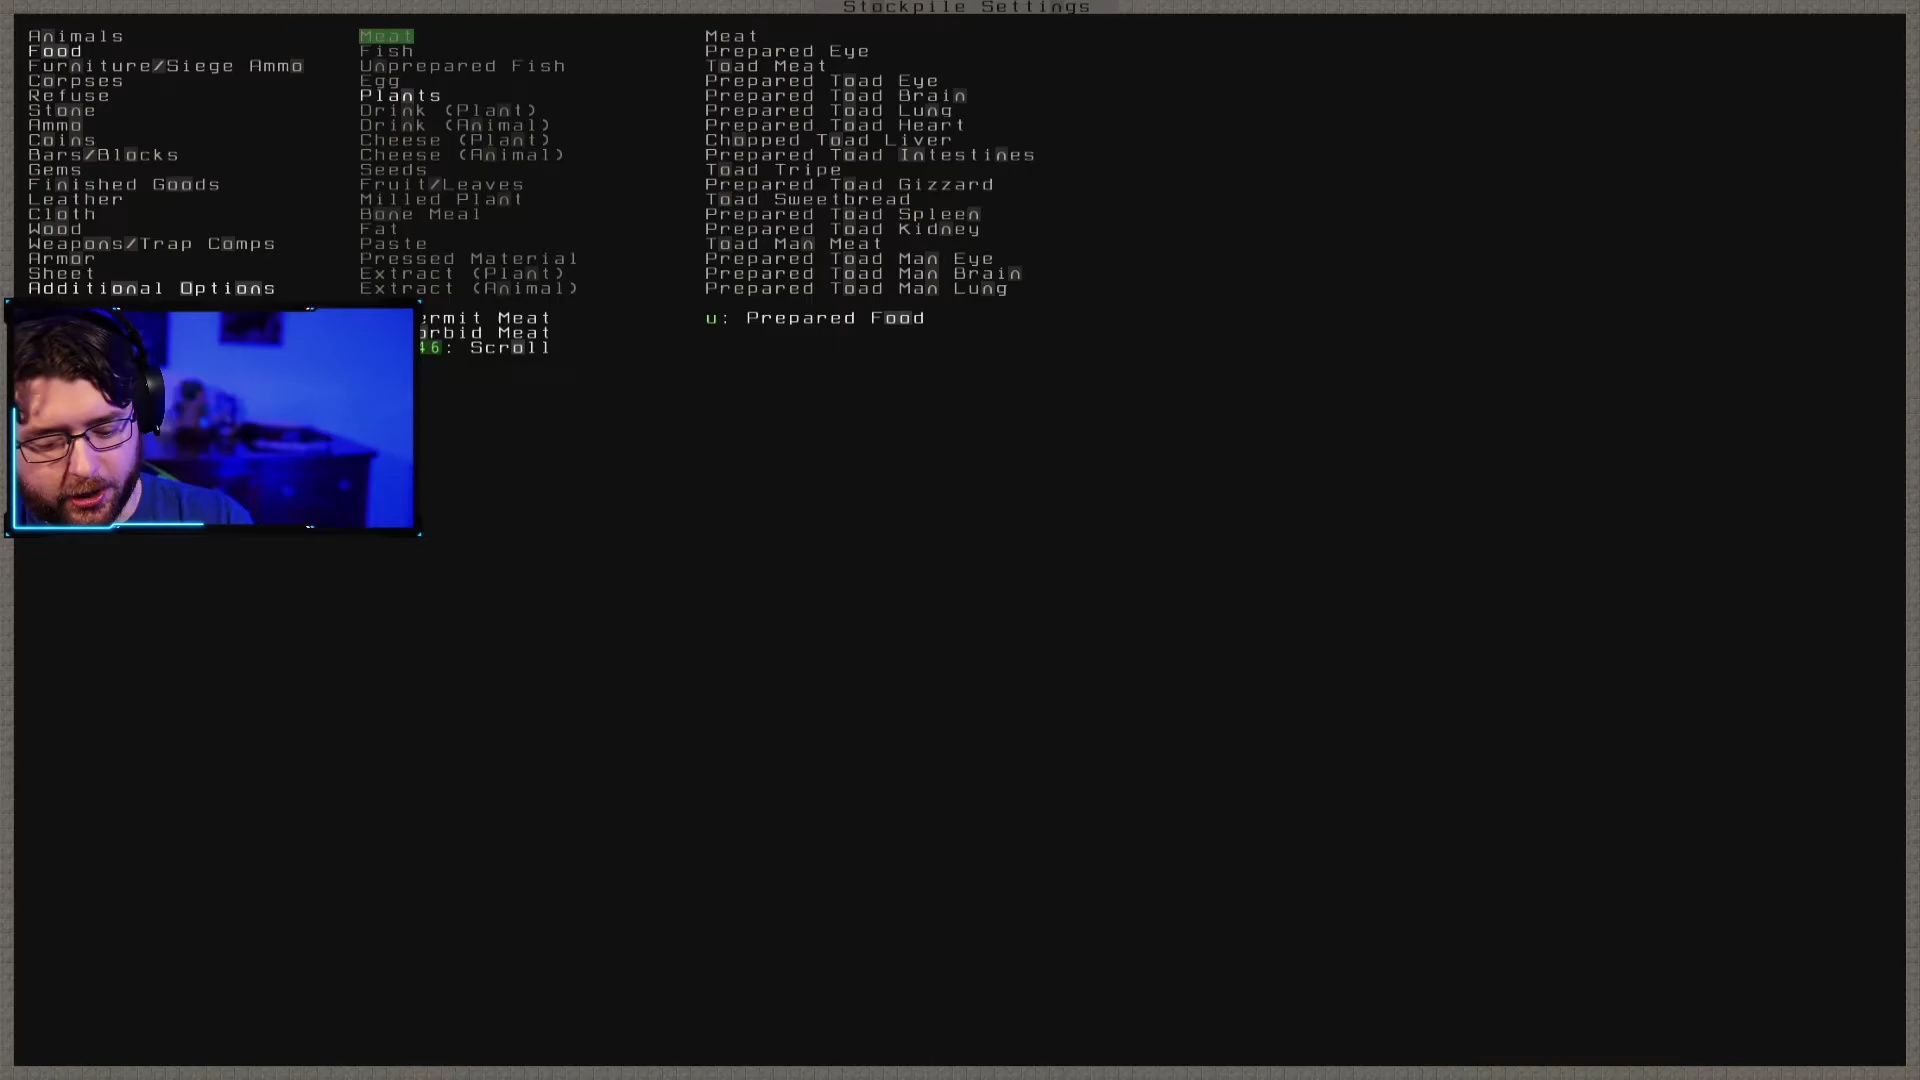 Stockpile Settings
Animals
Food
Furniture/Siege Ammo
Corpses
Refuse
Stone
Ammo
Coins
Bars/Blocks
Gems
Finished Goods
Leather
Cloth
Wood
Weapons/Trap Comps
Armor
Sheet
Additional Options
Meat
Fish
Unprepared Fish
Egg
Plants
Drink (Plant)
Drink (Animal)
Cheese (Plant)
Cheese (Animal)
Seeds
Fruit/Leaves
Milled Plant
Bone Meal
Fat
Paste
Pressed Material
Extract (Plant)
Extract (Animal)
ermit Meat
orbid Meat
46: Scroll
Meat
Prepared Eye
Toad Meat
Prepared Toad Eye
Prepared Toad Brain
Prepared Toad Lung
Prepared Toad Heart
Chopped Toad Liver
Prepared Toad Intestines
Toad Tripe
Prepared Toad Gizzard
Toad Sweetbread
Prepared Toad Spleen
Prepared Toad Kidney
Toad Man Meat
Prepared Toad Man Eye
Prepared Toad Man Brain
Prepared Toad Man Lung
u: Prepared Food